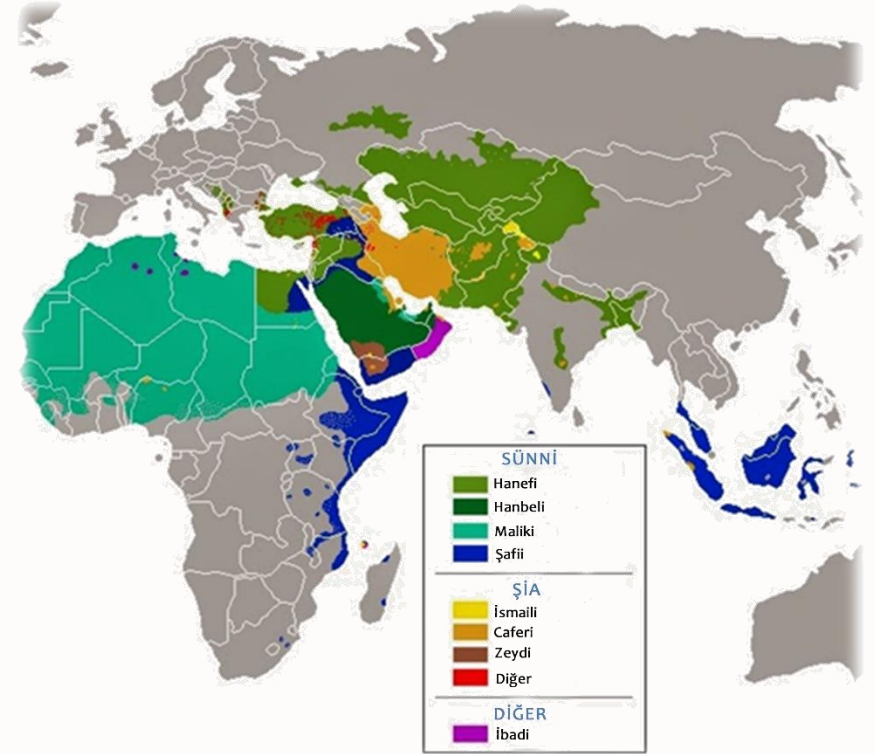 SÜNNİ
Hanefi
Hanbeli
Maliki
Şafii
ŞİA
İsmaili
Caferi
Zeydi
Diğer
DİĞER
İbadi